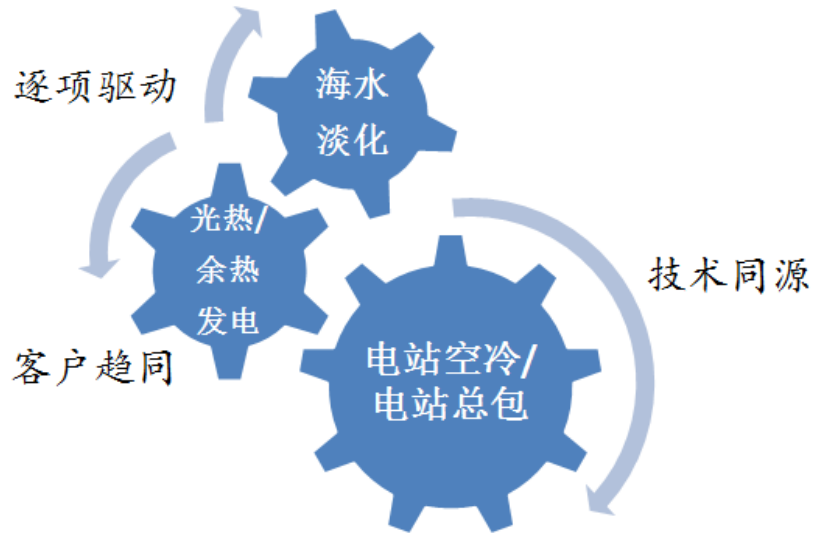 逐项驱动
海水
淡化
光热/
余热
发电
客户趋同
技术同源
电站空冷/
电站总包